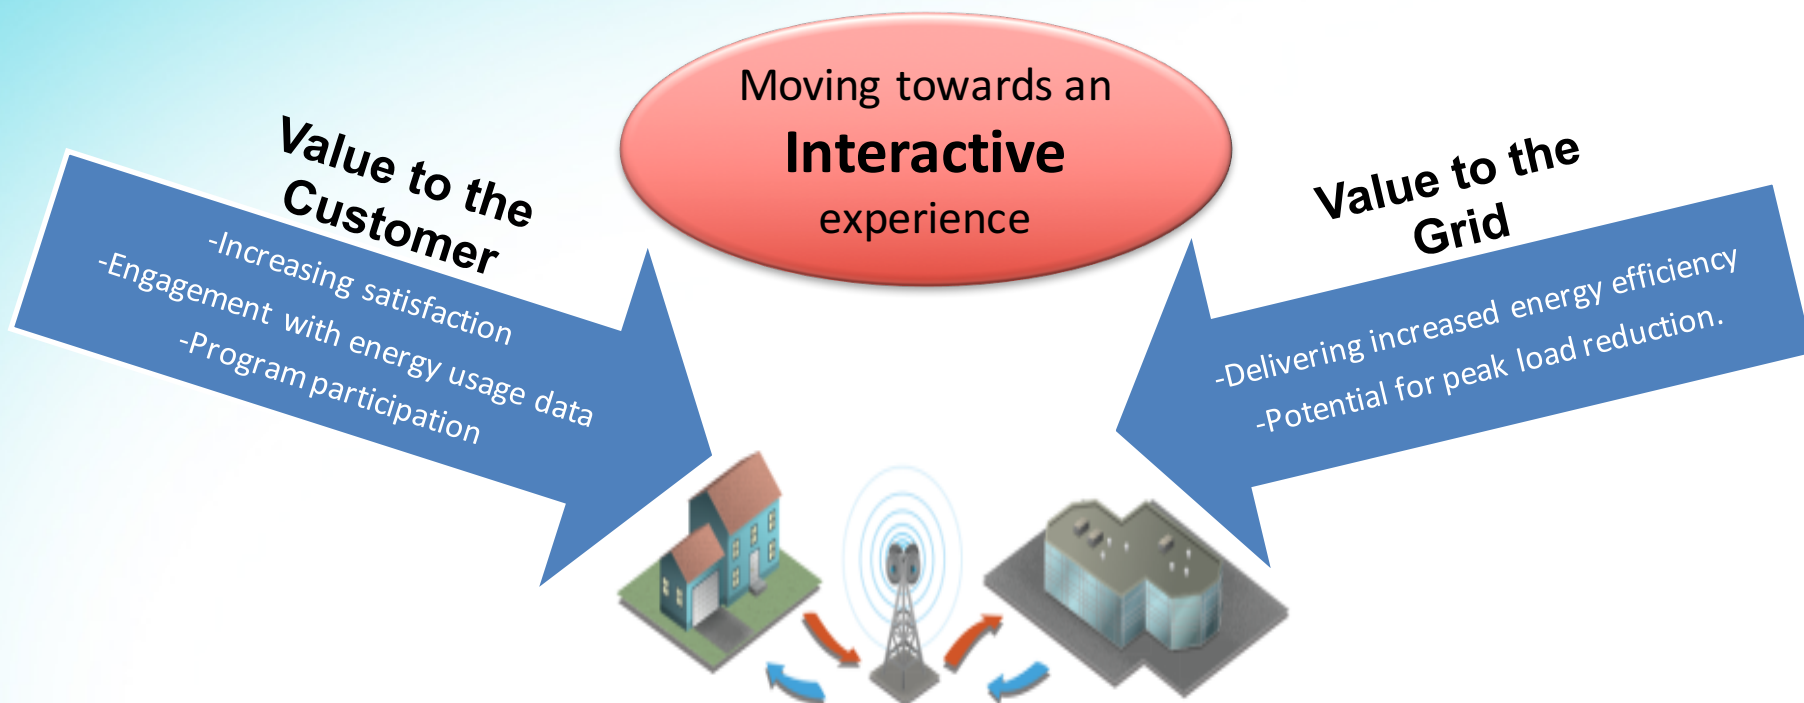 Moving towards an
Interactive
experience
Value to the
Customer
-Increasing satisfaction
-Engagement with energy usage data
-Program participation
Value to the
Grid
-Delivering increased energy efficiency
-Potential for peak load reduction.